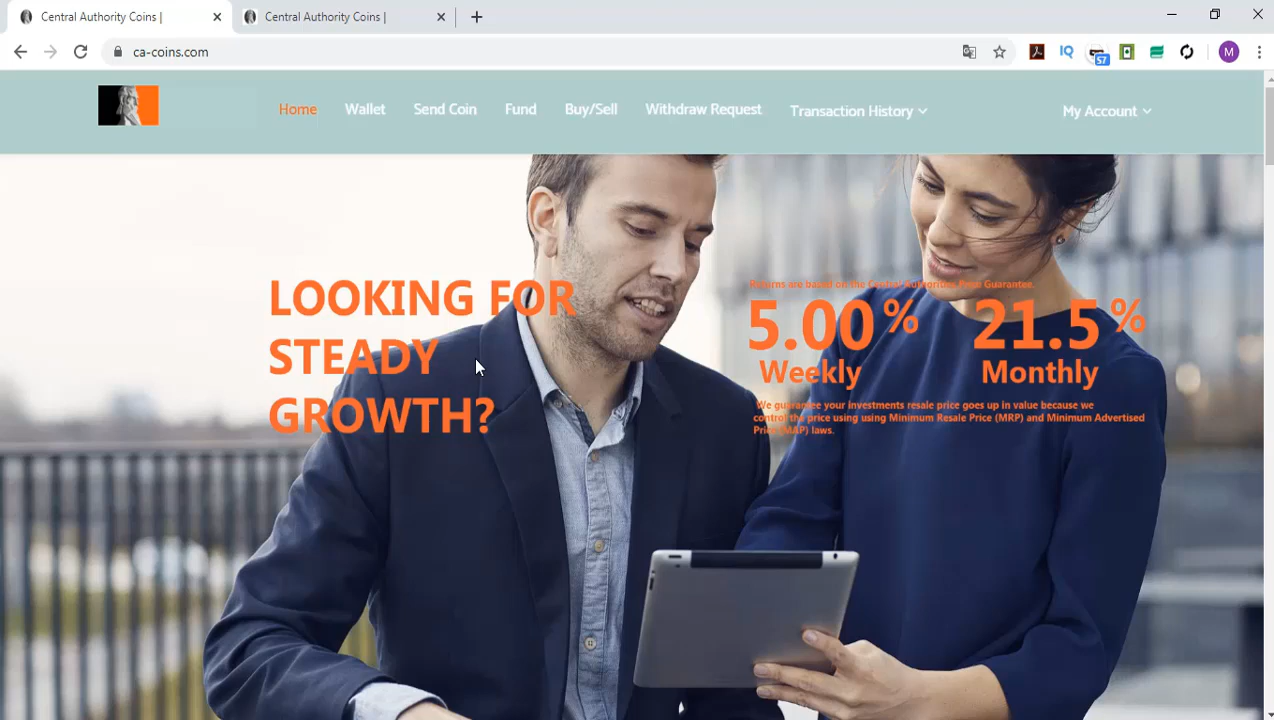 Central Authority Coins |
Central Authority Coins |
ca-coins.com
IQ
57
M
Home
Wallet
Send Coin
Fund
Buy/Sell
Withdraw Request
Transaction History
My Account
LOOKING FOR
STEADY
GROWTH?
Returns are based on the Central Authorities Price Guarantee.
5.00%
Weekly
21.5%
Monthly
We guarantee your investments resale price goes up in value because we
control the price using using Minimum Resale Price (MRP) and Minimum Advertised
Price (MAP) laws.